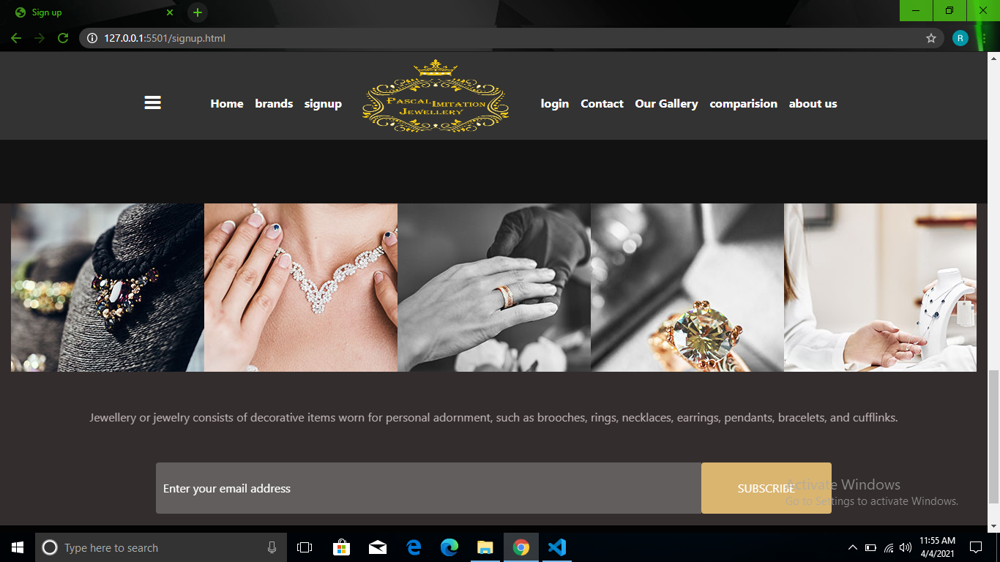 Sign up
127.0.0.1:5501/signup.html
R
Home brands signup
Pascal Imitation
Jewellery
login Contact Our Gallery comparision about us
Jewellery or jewelry consists of decorative items worn for personal adornment, such as brooches, rings, necklaces, earrings, pendants, bracelets, and cufflinks.
Enter your email address
SUBSCRIBE
Activate Windows
Go to Settings to activate Windows.
Type here to search
11:55 AM
4/4/2021